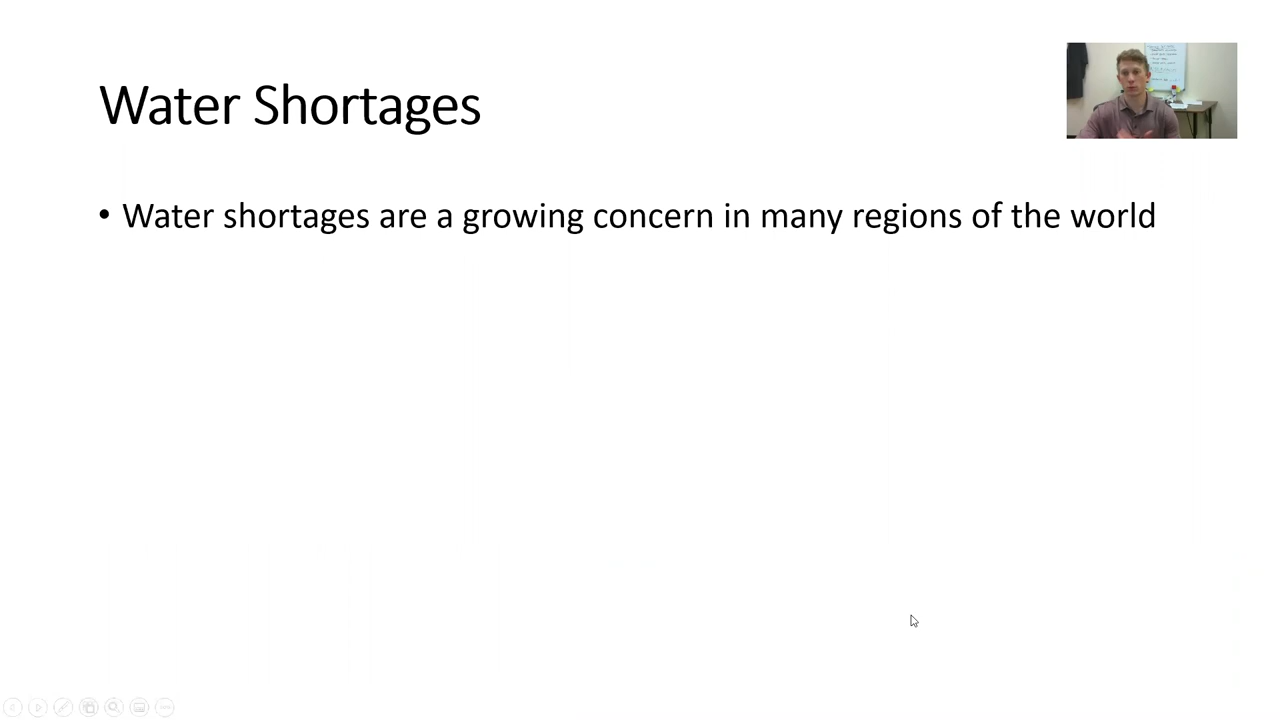 Water Shortages
• Water shortages are a growing concern in many regions of the world